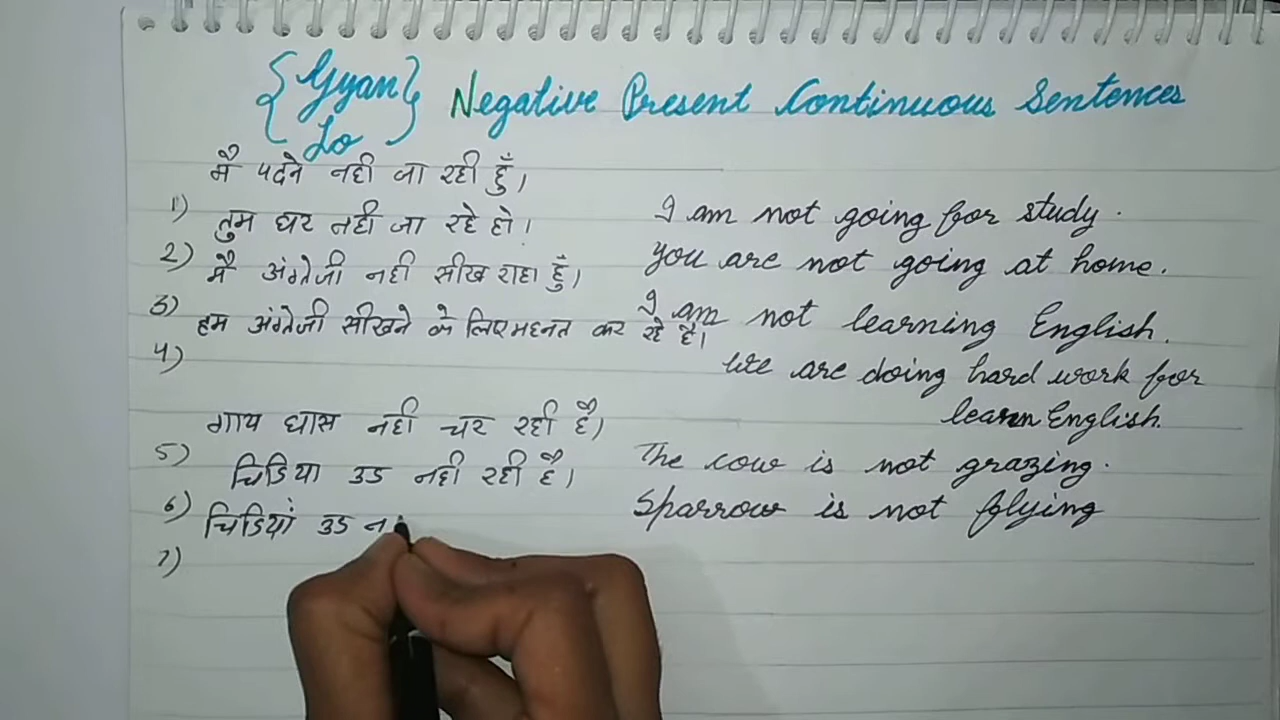 {Gyan} Negative Present Continuous Sentences
Lo
मै पढने नही जा रही हुँ।
1) I am not going for study.
तुम घर नही जा रहे हो।
2) You are not going at home.
मै अंग्रेजी नही सीख राहा हुँ।
3) I am not learning English.
हम अंग्रेजी सीखने के लिए महनत कर रहे है।
4) We are doing hard work for
learn English.
गाय घास नही चर रही है।
5) The cow is not grazing.
चिडिया उड नही रही है।
6) Sparrow is not flying
चिडियां उड न
7)